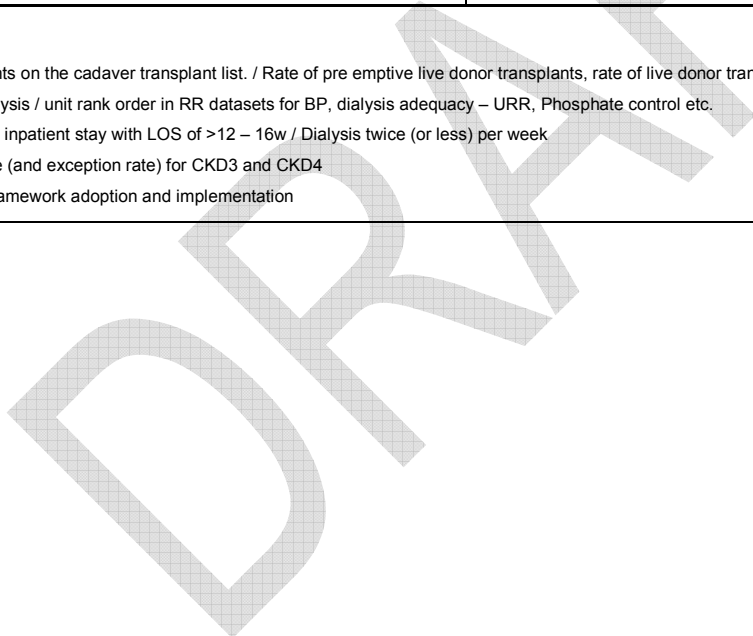 nts on the cadaver transplant list. / Rate of pre emptive live donor transplants, rate of live donor tran
ysis / unit rank order in RR datasets for BP, dialysis adequacy – URR, Phosphate control etc.
inpatient stay with LOS of >12 – 16w / Dialysis twice (or less) per week
e (and exception rate) for CKD3 and CKD4
amework adoption and implementation
DRA